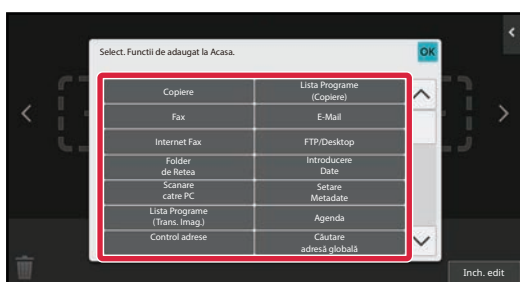 Select. Functii de adaugat la Acasa.
OK
Copiere
Lista Programe
(Copiere)
Fax
E-Mail
Internet Fax
FTP/Desktop
Folder
de Retea
Introducere
Date
Scanare
catre PC
Setare
Metadate
Lista Programe
(Trans. Imag.)
Agenda
Control adrese
Căutare
adresă globală
Inch. edit